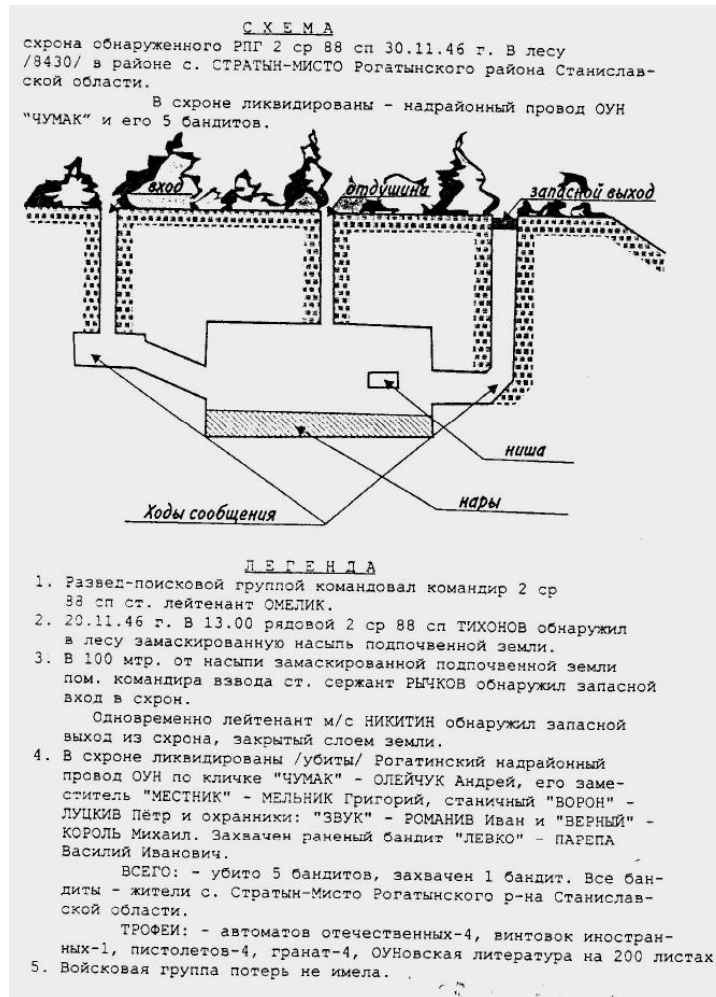 С Х Е М А
схрона обнаруженного РПГ 2 ср 88 сп 30.11.46 г. В лесу
/8430/ в районе с. СТРАТЫН-МИСТО Рогатынского района Станислав-
ской области.
В схроне ликвидированы - надрайонный провод ОУН
"ЧУМАК" и его 5 бандитов.
вход
отдушина
запасной выход
ниша
нары
Ходы сообщения
Л Е Г Е Н Д А
1. Развед-поисковой группой командовал командир 2 ср
88 сп ст. лейтенант ОМЕЛИК.
2. 20.11.46 г. В 13.00 рядовой 2 ср 88 сп ТИХОНОВ обнаружил
в лесу замаскированную насыпь подпочвенной земли.
3. В 100 мтр. от насыпи замаскированной подпочвенной земли
пом. командира взвода ст. сержант РЫЧКОВ обнаружил запасной
вход в схрон.
Одновременно лейтенант м/с НИКИТИН обнаружил запасной
выход из схрона, закрытый слоем земли.
4. В схроне ликвидированы /убиты/ Рогатинский надрайонный
провод ОУН по кличке "ЧУМАК" - ОЛЕЙЧУК Андрей, его заме-
ститель "МЕСТНИК" - МЕЛЬНИК Григорий, станичный "ВОРОН" -
ЛУЦКИВ Пётр и охранники: "ЗВУК" - РОМАНИВ Иван и "ВЕРНЫЙ" -
КОРОЛЬ Михаил. Захвачен раненый бандит "ЛЕВКО" - ПАРЕПА
Василий Иванович.
ВСЕГО: - убито 5 бандитов, захвачен 1 бандит. Все бан-
диты - жители с. Стратын-Мисто Рогатынского р-на Станислав-
ской области.
ТРОФЕИ: - автоматов отечественных-4, винтовок иностран-
ных-1, пистолетов-4, гранат-4, ОУНовская литература на 200 листах
5. Войсковая группа потерь не имела.